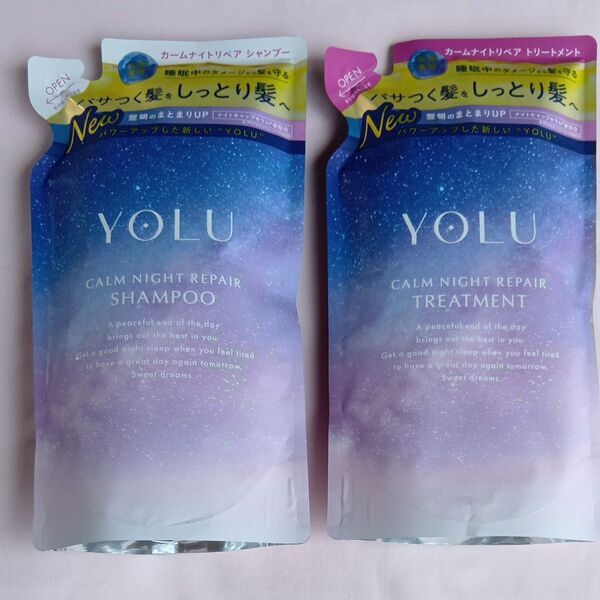 OPEN
カームナイトリペア シャンプー
睡眠中のダメージから髪を守る
パサつく髪をしっとり髪へ
New
翌朝のまとまりUP
パワーアップした新しい "YOLU"
YOLU
CALM NIGHT REPAIR
SHAMPOO
A peaceful end of the day
brings out the best in you.
Get a good night sleep when you feel tired
to have a great day again tomorrow.
Sweet dreams.
OPEN
カームナイトリペア トリートメント
睡眠中のダメージから髪を守る
パサつく髪をしっとり髪へ
New
翌朝のまとまりUP
パワーアップした新しい "YOLU"
YOLU
CALM NIGHT REPAIR
TREATMENT
A peaceful end of the day
brings out the best in you.
Get a good night sleep when you feel tired
to have a great day again tomorrow.
Sweet dreams.